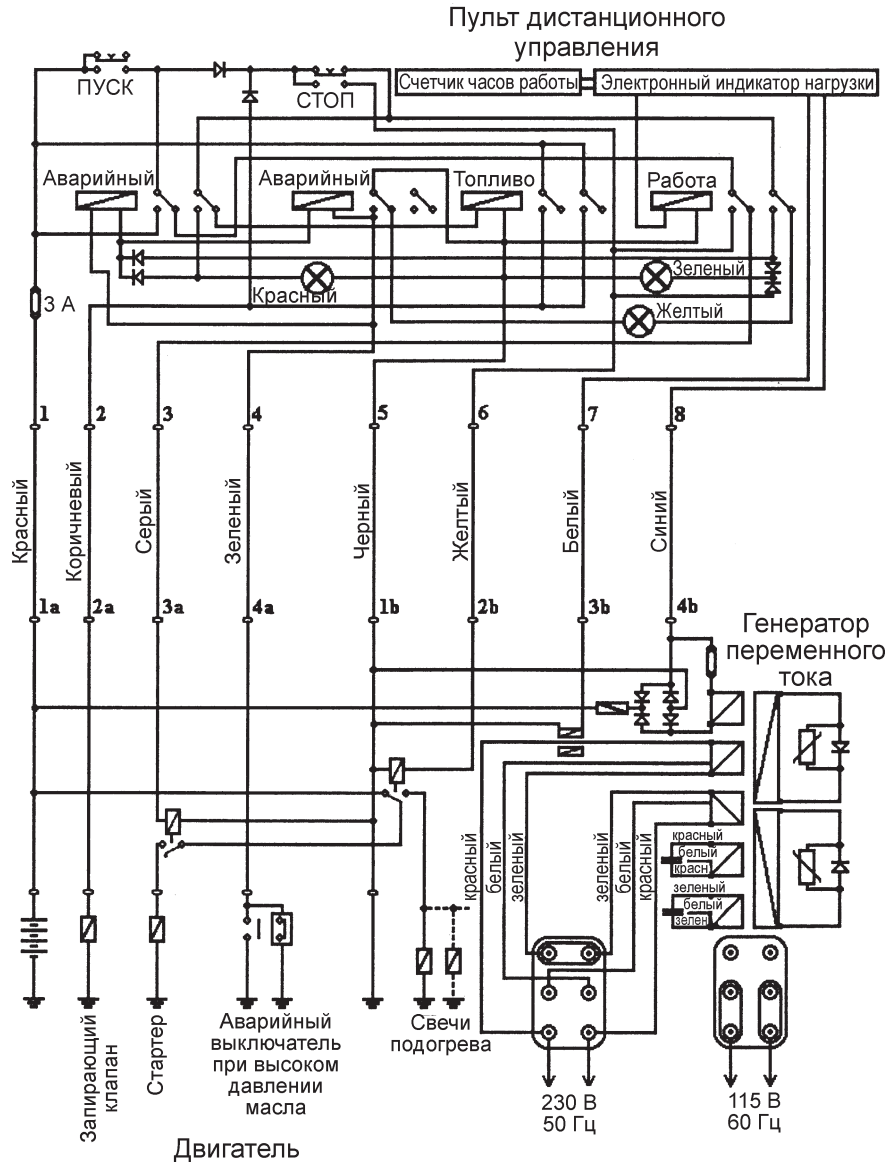 Пульт дистанционного
управления
ПУСК
СТОП
Счетчик часов работы
Электронный индикатор нагрузки
Аварийный
Аварийный
Топливо
Работа
Красный
Зеленый
3 А
Желтый
1
2
3
4
5
6
7
8
Красный
Коричневый
Серый
Зеленый
Черный
Желтый
Белый
Синий
1a
2a
3a
4a
1b
2b
3b
4b
Генератор
переменного
тока
красный
белый
зеленый
зеленый
белый
красный
красный
белый
красн
зеленый
белый
зелен
Запирающий
клапан
Стартер
Аварийный
выключатель
при высоком
давлении
масла
Свечи
подогрева
230 В
50 Гц
115 В
60 Гц
Двигатель